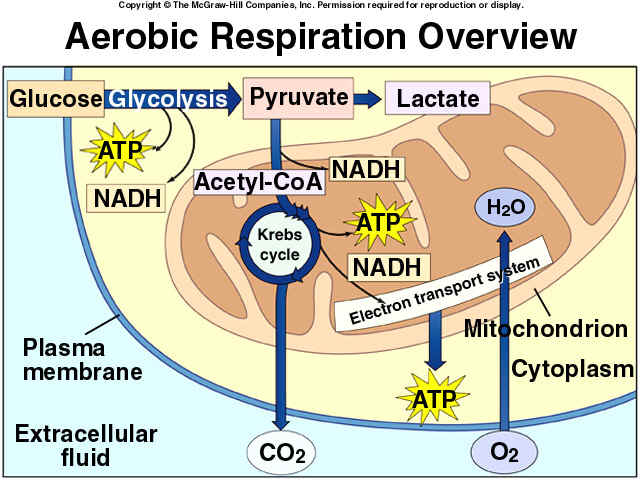 Copyright © The McGraw-Hill Companies, Inc. Permission required for reproduction or display.
Aerobic Respiration Overview
Glucose
Glycolysis
Pyruvate
Lactate
ATP
NADH
Acetyl-CoA
NADH
Krebs
cycle
ATP
H2O
NADH
Electron transport system
Mitochondrion
Plasma
membrane
Cytoplasm
ATP
Extracellular
fluid
CO2
O2